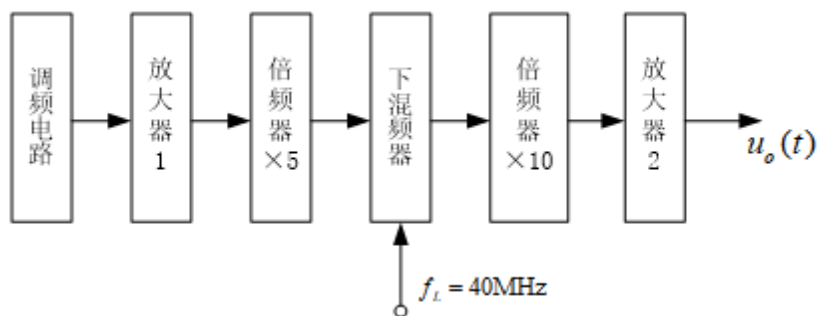 调频电路
放大器1
倍频器×5
下混频器
倍频器×10
放大器2
u_o(t)
f_L = 40MHz